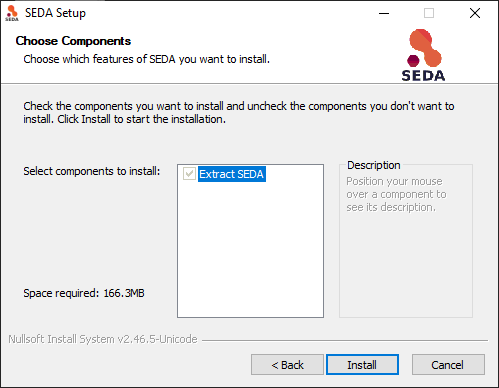 SEDA Setup
Choose Components
Choose which features of SEDA you want to install.
SEDA
Check the components you want to install and uncheck the components you don't want to
install. Click Install to start the installation.
Select components to install:
Extract SEDA
Description
Position your mouse
over a component to
see its description.
Space required: 166.3MB
Nullsoft Install System v2.46.5-Unicode
< Back
Install
Cancel